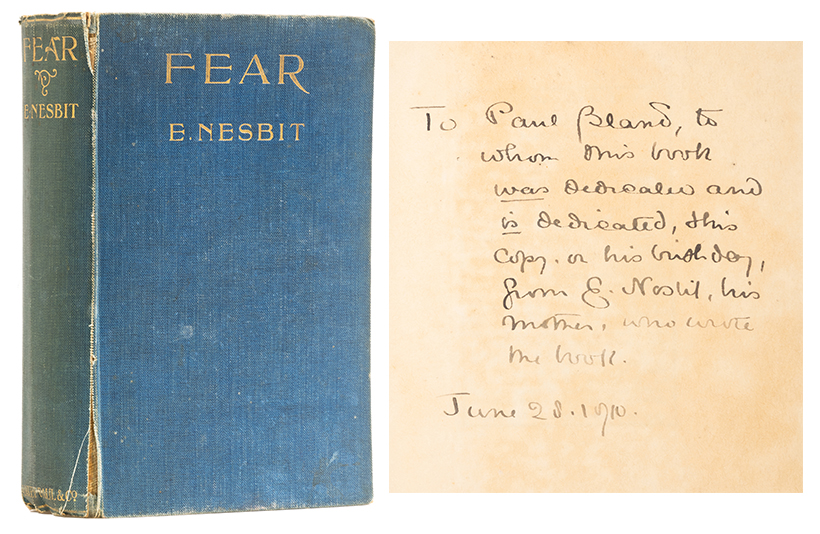 FEAR
E. NESBIT
& CO
FEAR
E. NESBIT
To Paul Bland, to
whom this book
was dedicated and
is dedicated, this
copy. on his birthday,
from E. Nesbit, his
mother, who wrote
the book.
June 28. 1910.